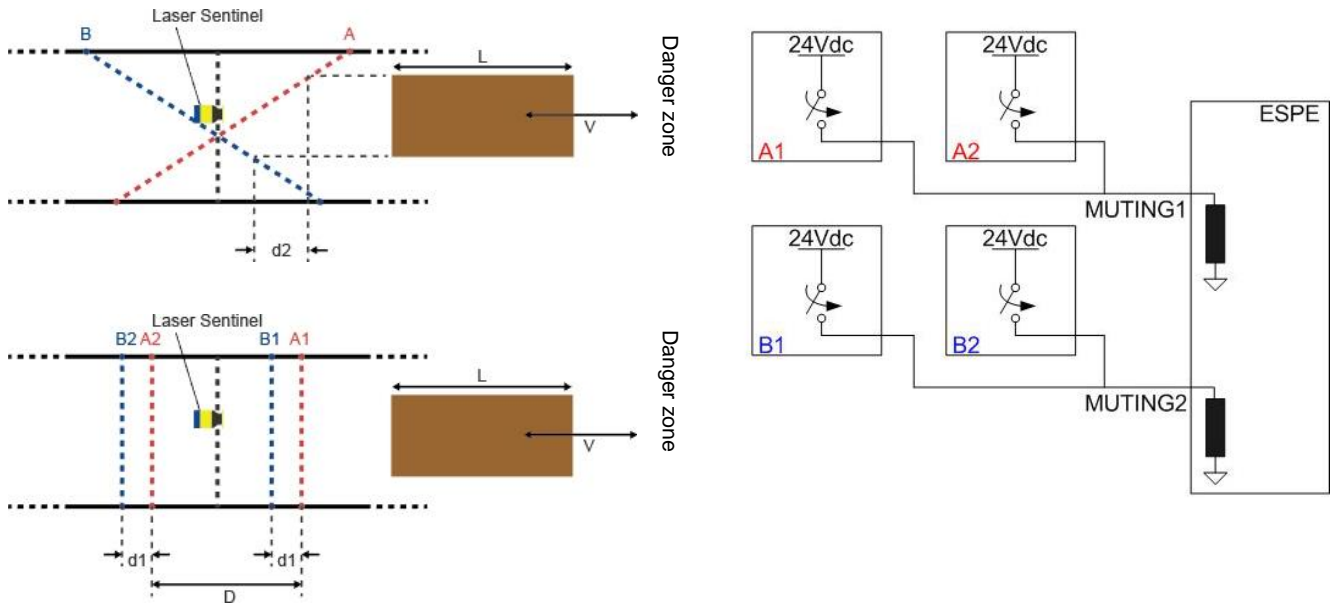 Laser Sentinel
B
A
L
V
d2
Danger zone
Laser Sentinel
B2
A2
B1
A1
L
V
d1
d1
D
Danger zone
24Vdc
A1
24Vdc
A2
ESPE
MUTING1
24Vdc
B1
24Vdc
B2
MUTING2